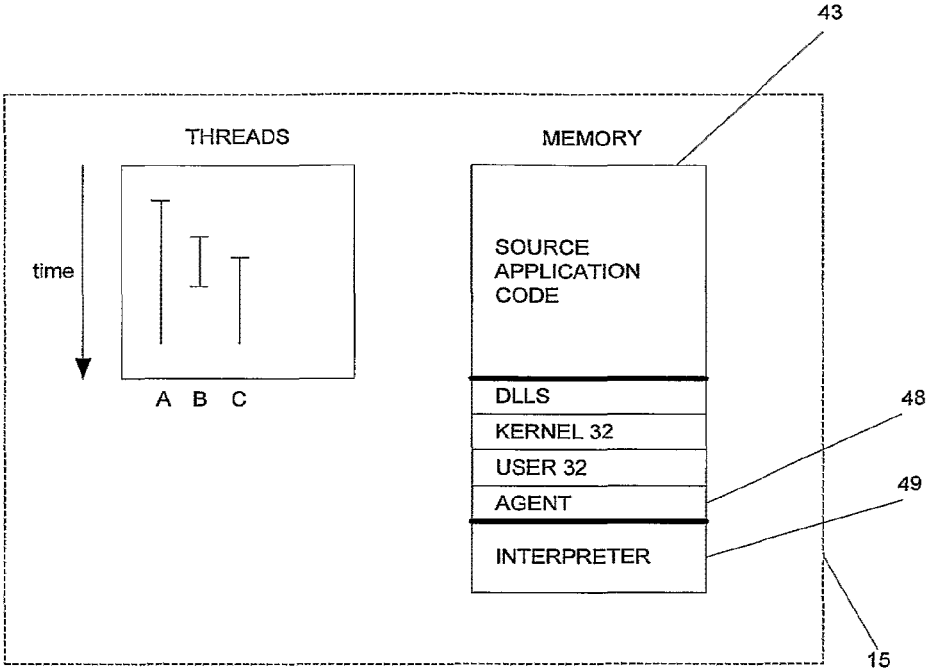 43
THREADS
MEMORY
time
A B C
SOURCE
APPLICATION
CODE
DLLS
KERNEL 32
USER 32
AGENT
INTERPRETER
48
49
15